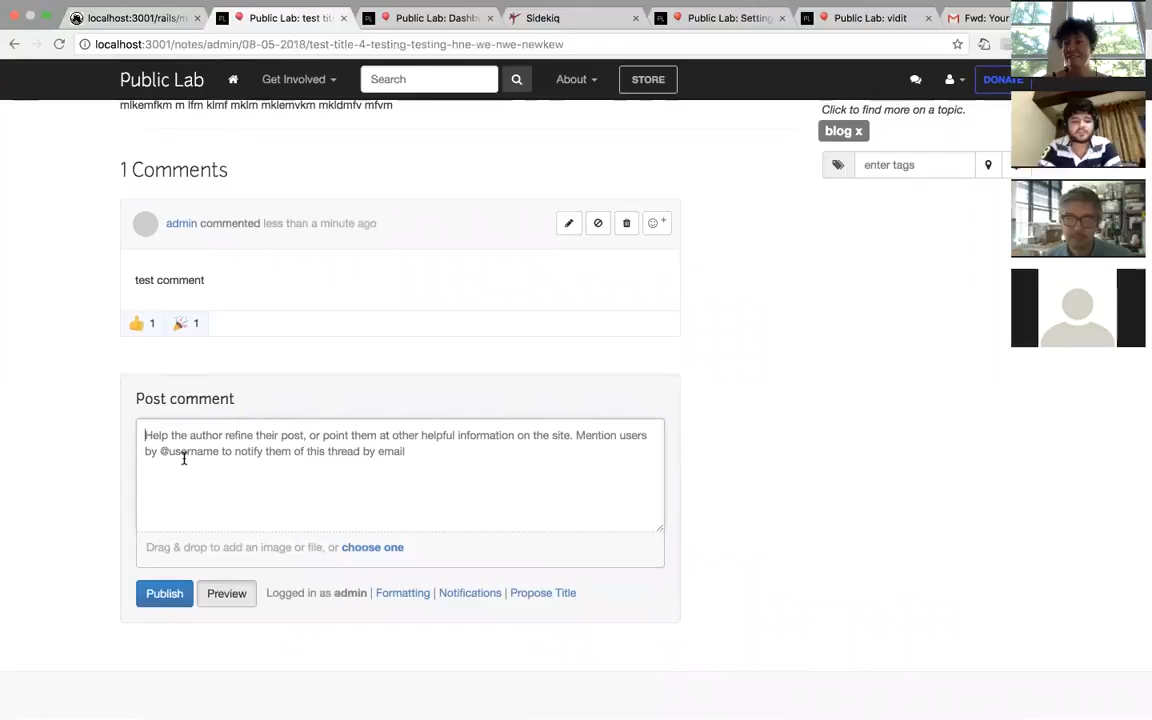 localhost:3001/rails/m
Public Lab: test titl
Public Lab: Dashb
Sidekiq
Public Lab: Setting
Public Lab: vidit
Fwd: Your
localhost:3001/notes/admin/08-05-2018/test-title-4-testing-testing-hne-we-nwe-newkew
Public Lab
Get Involved
Search
About
STORE
DONATE
mlkemfkm m lfm klmf mklm mklemvkm mkldmfv mfvm
Click to find more on a topic.
blog x
enter tags
1 Comments
admin commented less than a minute ago
test comment
1
1
Post comment
Help the author refine their post, or point them at other helpful information on the site. Mention users
by @username to notify them of this thread by email
Drag & drop to add an image or file, or choose one
Publish
Preview
Logged in as admin | Formatting | Notifications | Propose Title